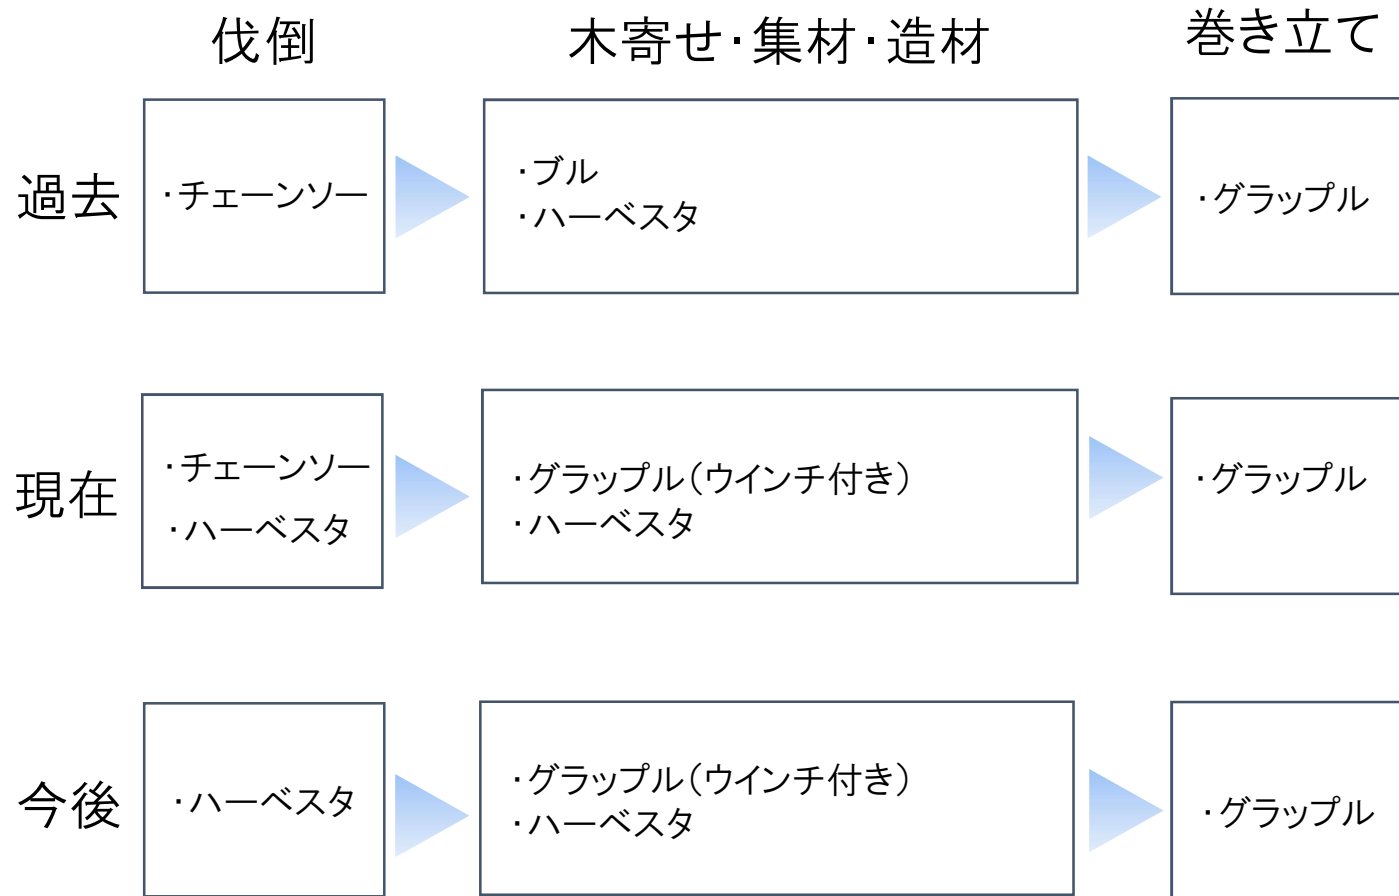 伐倒
木寄せ・集材・造材
巻き立て
過去
・チェーンソー
・ブル
・ハーベスタ
・グラップル
現在
・チェーンソー
・ハーベスタ
・グラップル（ウインチ付き）
・ハーベスタ
・グラップル
今後
・ハーベスタ
・グラップル（ウインチ付き）
・ハーベスタ
・グラップル